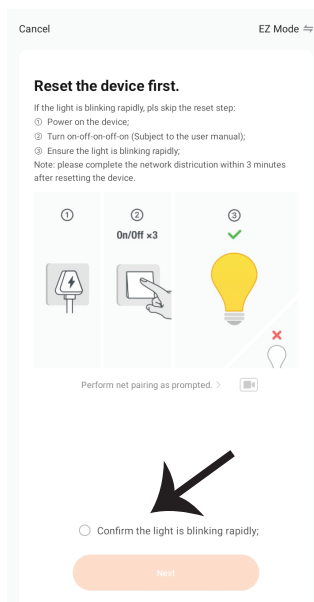 Cancel
EZ Mode
Reset the device first.
If the light is blinking rapidly, pls skip the reset step:
① Power on the device;
② Turn on-off-on-off-on (Subject to the user manual);
③ Ensure the light is blinking rapidly;
Note: please complete the network districution within 3 minutes
after resetting the device.
①
②
③
On/Off ×3
Perform net pairing as prompted. >
Confirm the light is blinking rapidly;
Next